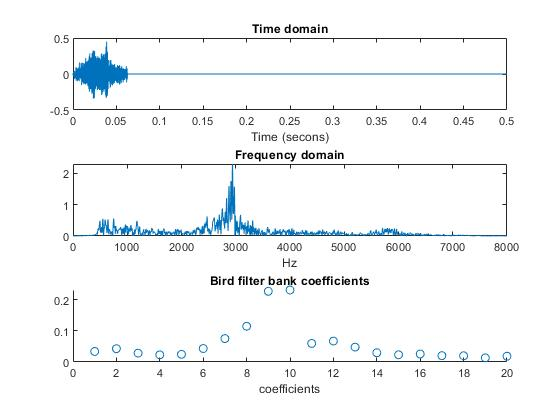 Time domain
0.5
0
-0.5
0 0.05 0.1 0.15 0.2 0.25 0.3 0.35 0.4 0.45 0.5
Time (secons)
Frequency domain
2
1
0
0 1000 2000 3000 4000 5000 6000 7000 8000
Hz
Bird filter bank coefficients
0.2
0.1
0
0 2 4 6 8 10 12 14 16 18 20
coefficients